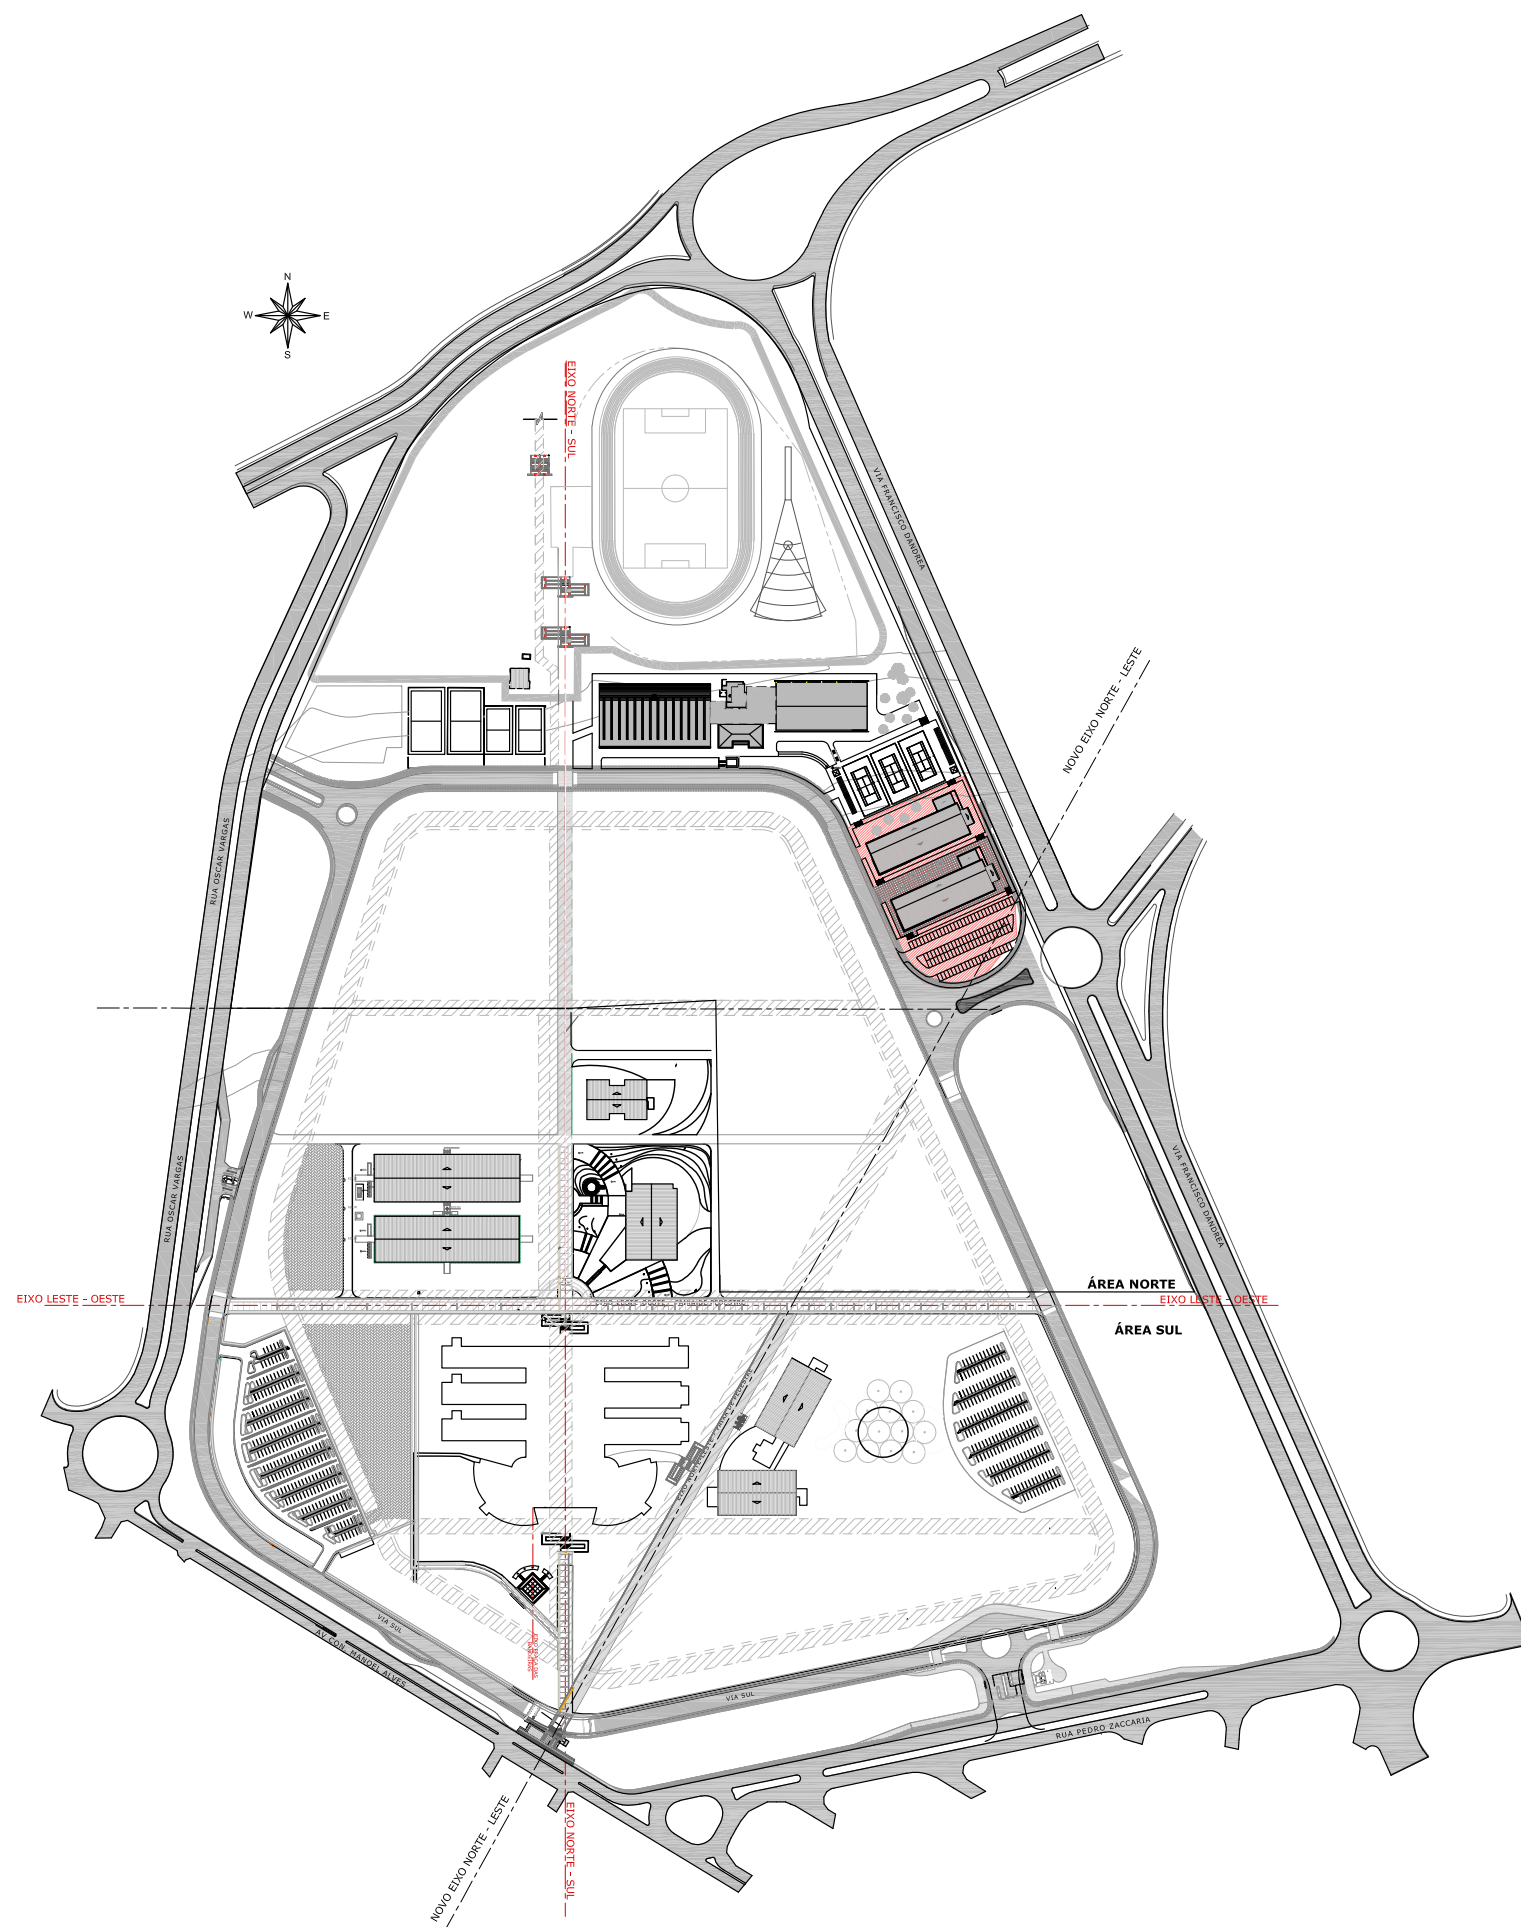 N
W
E
S
EIXO NORTE - SUL
VIA FRANCISCO DANDREA
NOVO EIXO NORTE - LESTE
RUA OSCAR VARGAS
RUA OSCAR VARGAS
VIA FRANCISCO DANDREA
ÁREA NORTE
EIXO LESTE - OESTE
EIXO LESTE - OESTE
ÁREA SUL
VIA SUL
AV. CON. MANOEL ALVES
VIA SUL
RUA PEDRO ZACCARIA
NOVO EIXO NORTE - LESTE
EIXO NORTE - SUL